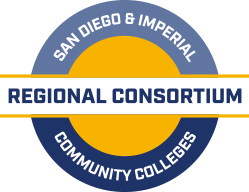 SAN DIEGO & IMPERIAL
REGIONAL CONSORTIUM
COMMUNITY COLLEGES